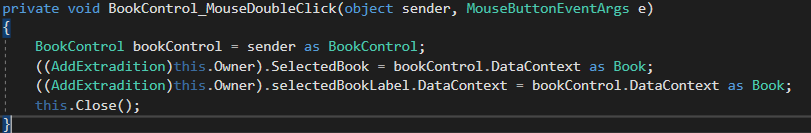 private void BookControl_MouseDoubleClick(object sender, MouseButtonEventArgs e)
{
BookControl bookControl = sender as BookControl;
((AddExtradition)this.Owner).SelectedBook = bookControl.DataContext as Book;
((AddExtradition)this.Owner).selectedBookLabel.DataContext = bookControl.DataContext as Book;
this.Close();
}